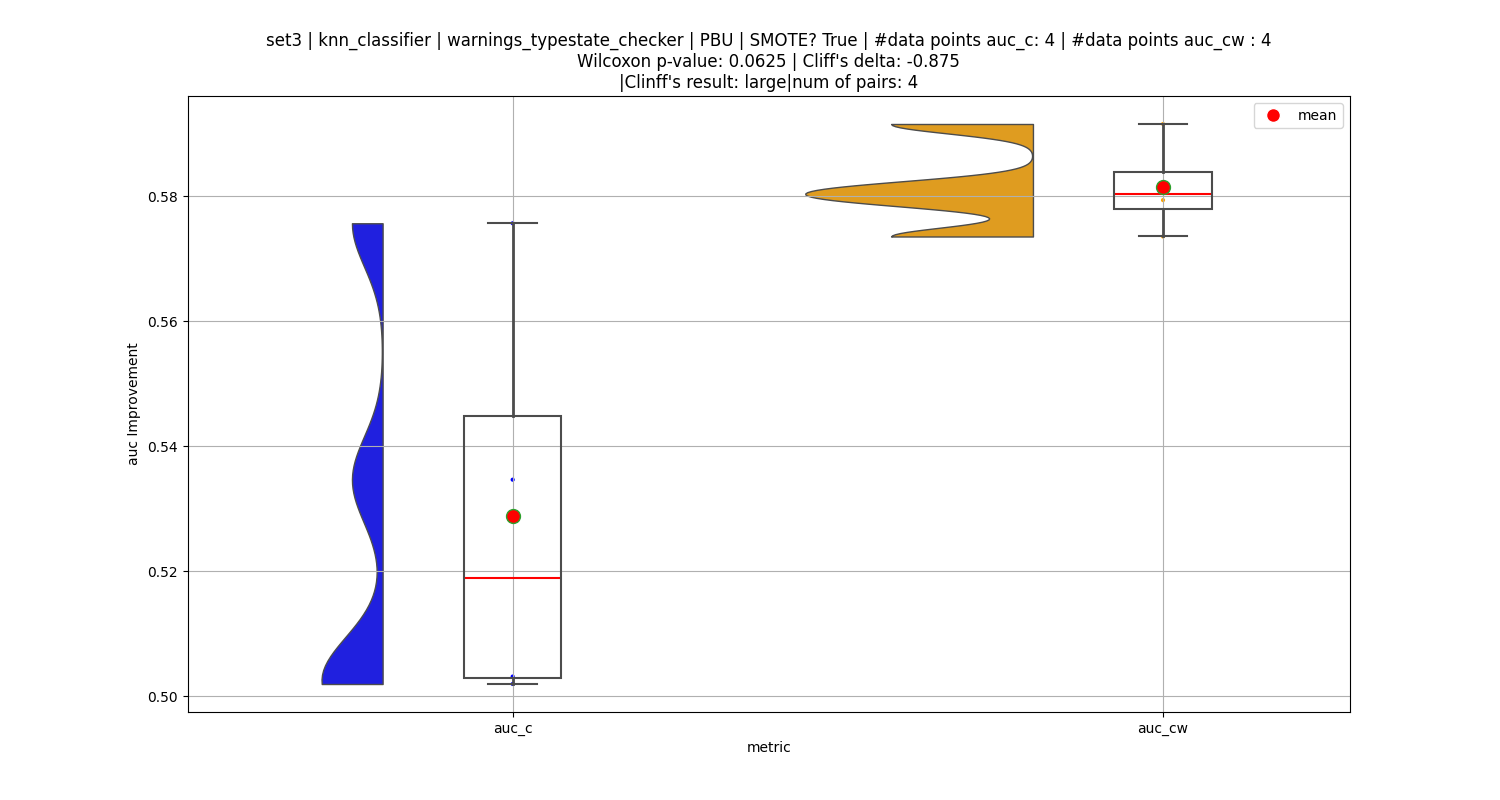 set3 | knn_classifier | warnings_typestate_checker | PBU | SMOTE? True | #data points auc_c: 4 | #data points auc_cw : 4
Wilcoxon p-value: 0.0625 | Cliff's delta: -0.875
|Clinff's result: large|num of pairs: 4
mean
0.58
0.56
0.54
0.52
0.50
auc Improvement
auc_c
auc_cw
metric